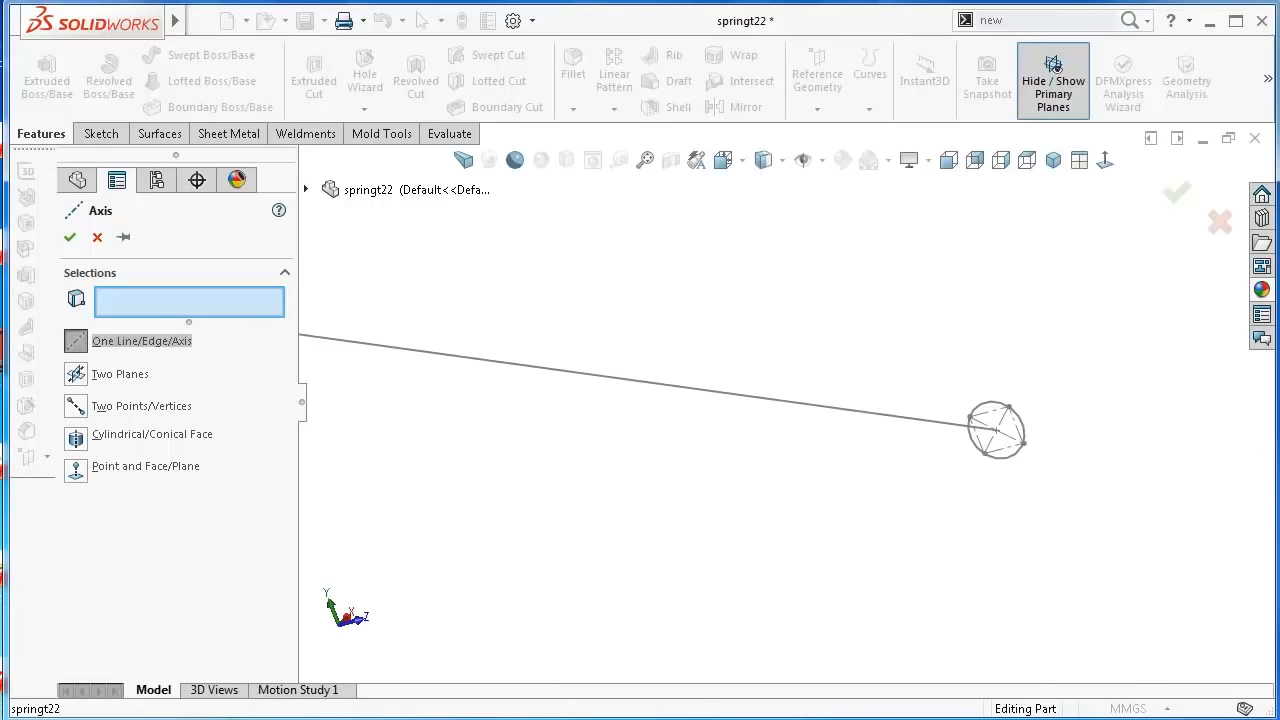 SOLIDWORKS
springt22 *
new
Extruded Boss/Base
Revolved Boss/Base
Swept Boss/Base
Lofted Boss/Base
Boundary Boss/Base
Extruded Cut
Hole Wizard
Revolved Cut
Swept Cut
Lofted Cut
Boundary Cut
Fillet
Linear Pattern
Rib
Draft
Shell
Wrap
Intersect
Mirror
Reference Geometry
Curves
Instant3D
Take Snapshot
Hide / Show Primary Planes
DFMXpress Analysis Wizard
Geometry Analysis
Features
Sketch
Surfaces
Sheet Metal
Weldments
Mold Tools
Evaluate
springt22 (Default<<Defa...
Axis
Selections
One Line/Edge/Axis
Two Planes
Two Points/Vertices
Cylindrical/Conical Face
Point and Face/Plane
Y
X
Z
Model
3D Views
Motion Study 1
springt22
Editing Part
MMGS